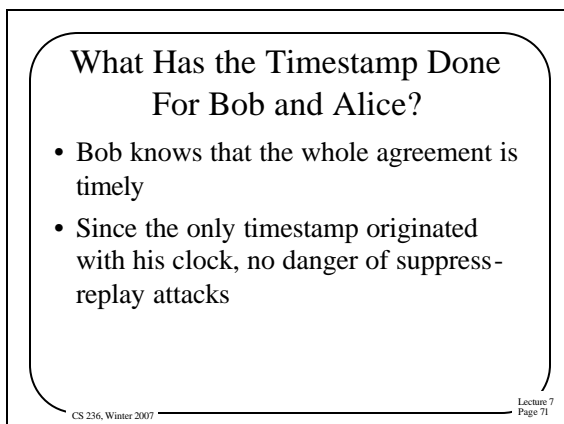 What Has the Timestamp Done
For Bob and Alice?
• Bob knows that the whole agreement is
timely
• Since the only timestamp originated
with his clock, no danger of suppress-
replay attacks
CS 236, Winter 2007
Lecture 7
Page 71